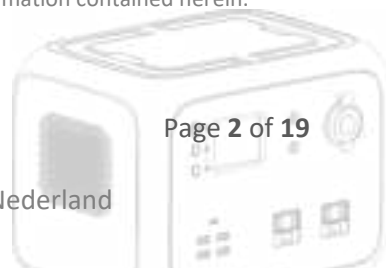 rmation contained herein.
Page 2 of 19
Nederland